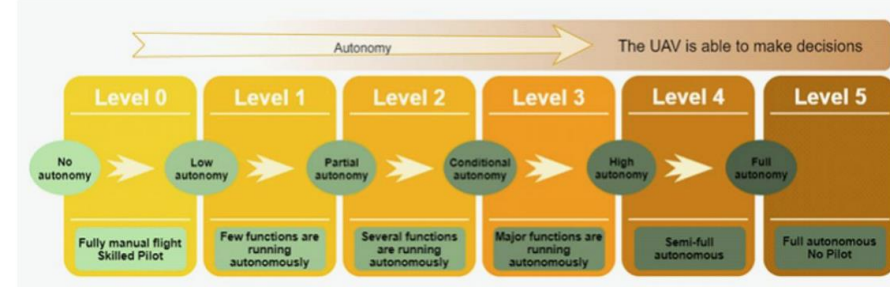 Autonomy
The UAV is able to make decisions
Level 0
Level 1
Level 2
Level 3
Level 4
Level 5
No
autonomy
Low
autonomy
Partial
autonomy
Conditional
autonomy
High
autonomy
Full
autonomy
Fully manual flight
Skilled Pilot
Few functions are
running
autonomously
Several functions
are running
autonomously
Major functions are
running
autonomously
Semi-full
autonomous
Full autonomous
No Pilot